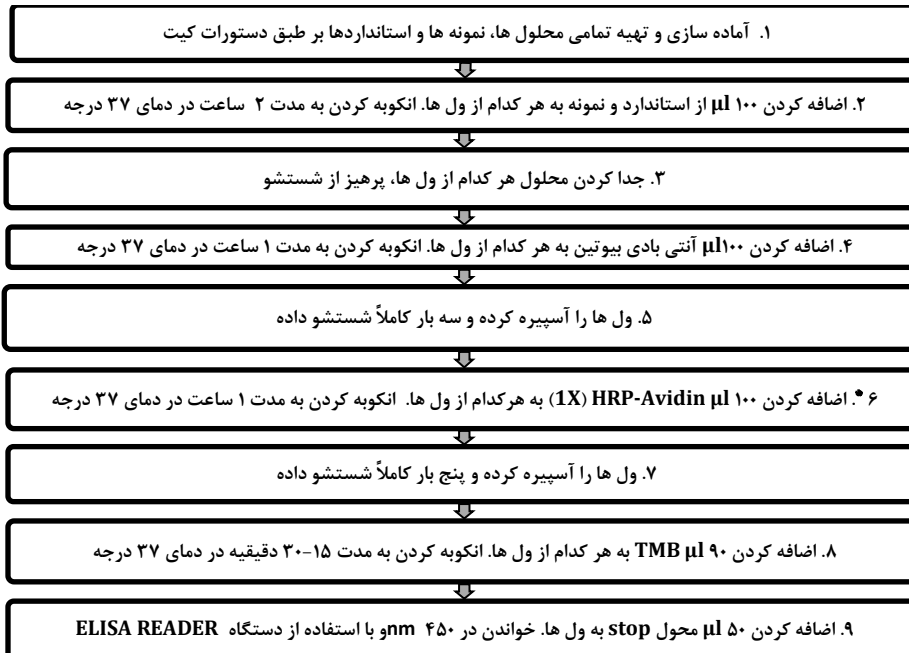 ۱. آماده سازی و تهیه تمامی محلول ها، نمونه ها و استانداردها بر طبق دستورات کیت
۲. اضافه کردن ۱۰۰ µl از استاندارد و نمونه به هر کدام از ول ها. انکوبه کردن به مدت ۲ ساعت در دمای ۳۷ درجه
۳. جدا کردن محلول هر کدام از ول ها، پرهیز از شستشو
۴. اضافه کردن ۱۰۰µl آنتی بادی بیوتین به هر کدام از ول ها. انکوبه کردن به مدت ۱ ساعت در دمای ۳۷ درجه
۵. ول ها را آسپیره کرده و سه بار کاملاً شستشو داده
۶ *. اضافه کردن ۱۰۰ µl HRP-Avidin (1X) به هرکدام از ول ها. انکوبه کردن به مدت ۱ ساعت در دمای ۳۷ درجه
۷. ول ها را آسپیره کرده و پنج بار کاملاً شستشو داده
۸. اضافه کردن ۹۰ µl TMB به هر کدام از ول ها. انکوبه کردن به مدت ۱۵-۳۰ دقیقیه در دمای ۳۷ درجه
۹. اضافه کردن ۵۰ µl محول stop به ول ها. خواندن در ۴۵۰ nmو با استفاده از دستگاه ELISA READER